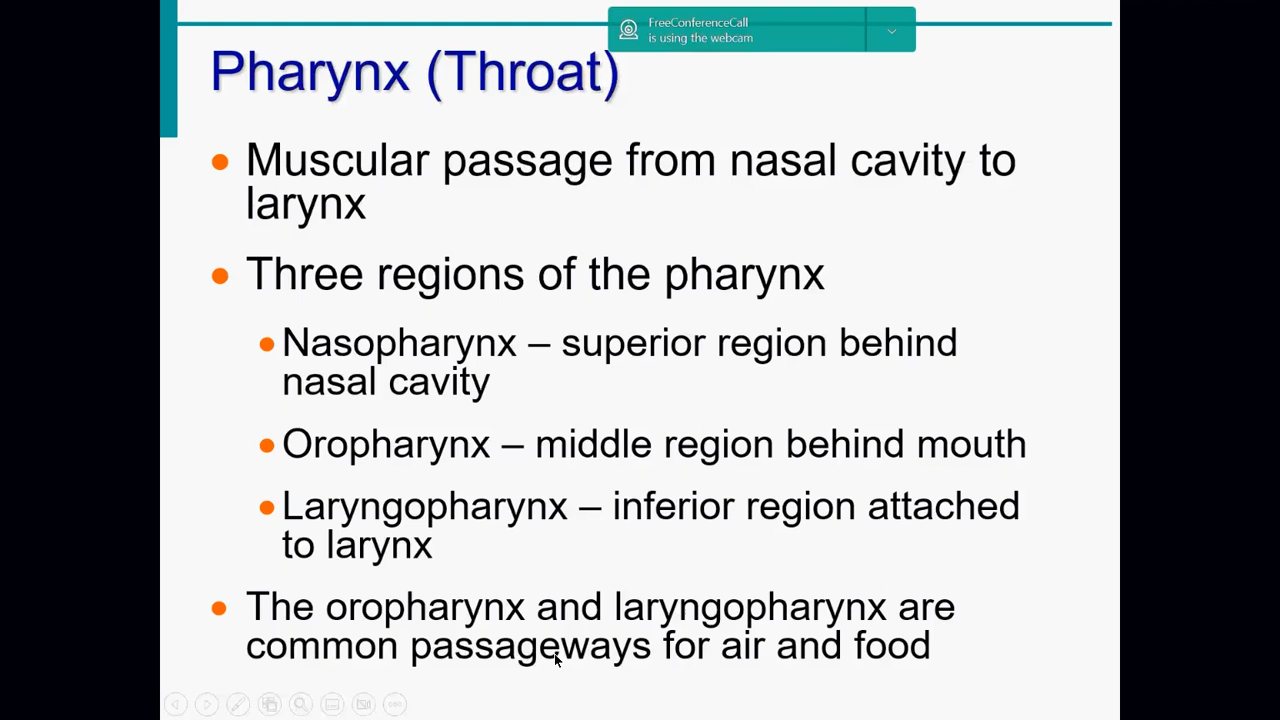 FreeConferenceCall
is using the webcam
Pharynx (Throat)
Muscular passage from nasal cavity to
larynx
Three regions of the pharynx
Nasopharynx – superior region behind
nasal cavity
Oropharynx – middle region behind mouth
Laryngopharynx – inferior region attached
to larynx
The oropharynx and laryngopharynx are
common passageways for air and food